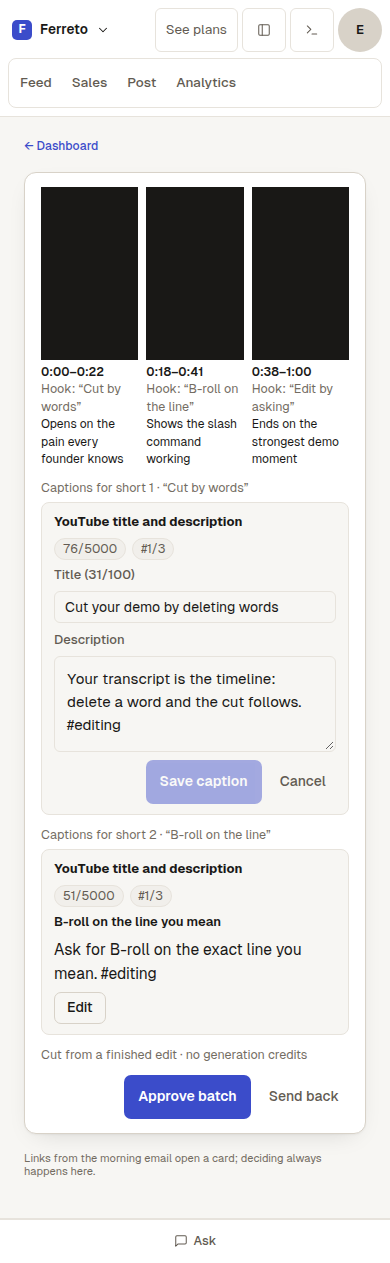 F Ferreto See plans E
Feed Sales Post Analytics
← Dashboard
0:00–0:22
Hook: “Cut by
words”
Opens on the
pain every
founder knows
0:18–0:41
Hook: “B-roll on
the line”
Shows the slash
command
working
0:38–1:00
Hook: “Edit by
asking”
Ends on the
strongest demo
moment
Captions for short 1 · “Cut by words”
YouTube title and description
76/5000 #1/3
Title (31/100)
Cut your demo by deleting words
Description
Your transcript is the timeline:
delete a word and the cut follows.
#editing
Save caption Cancel
Captions for short 2 · “B-roll on the line”
YouTube title and description
51/5000 #1/3
B-roll on the line you mean
Ask for B-roll on the exact line you
mean. #editing
Edit
Cut from a finished edit · no generation credits
Approve batch Send back
Links from the morning email open a card; deciding always
happens here.
Ask